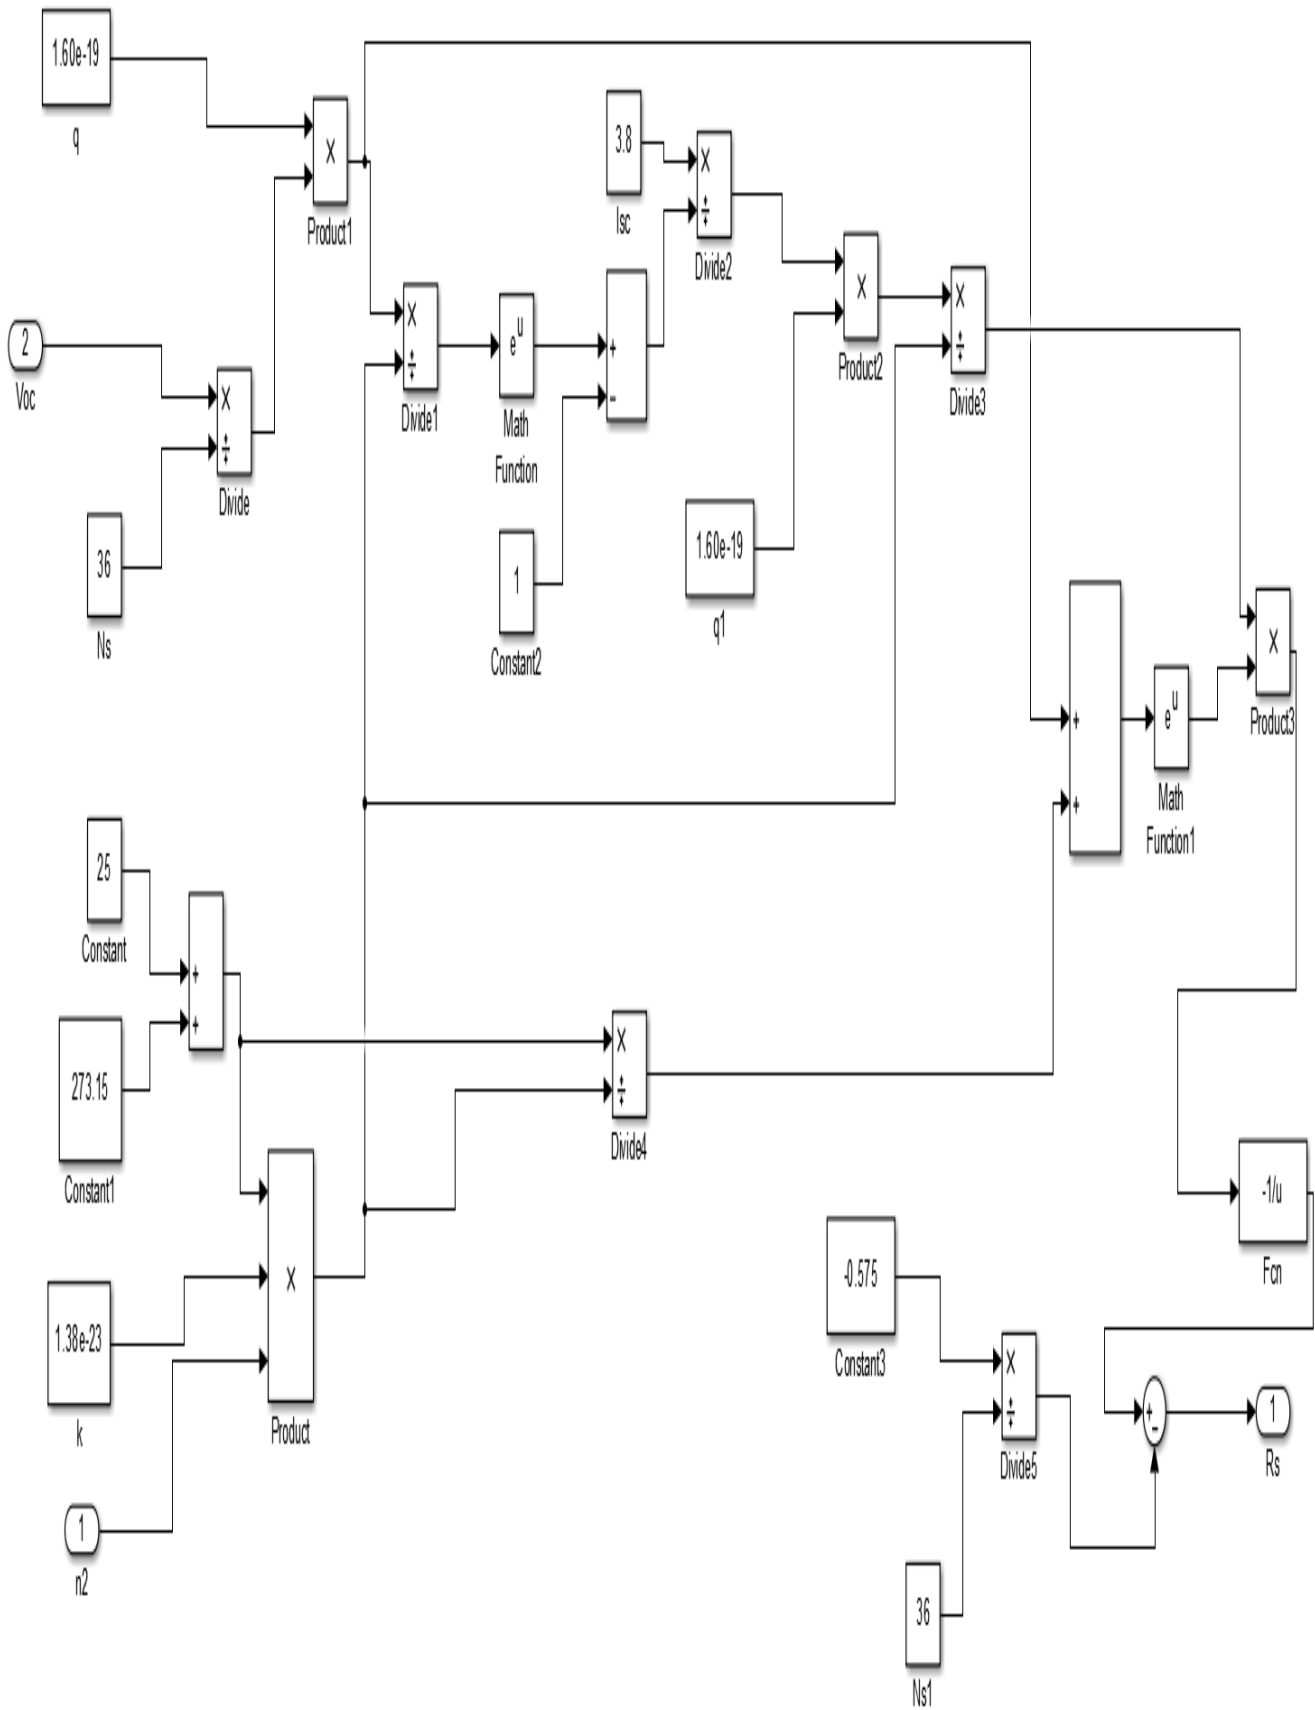 1.60e-19
q
×
Product1
3.8
Isc
×
÷
Divide2
2
Voc
×
÷
Divide
36
Ns
×
÷
Divide1
e^u
Math
Function
+
-
1
Constant2
×
Product2
1.60e-19
q1
×
÷
Divide3
+
+
e^u
Math
Function1
×
Product3
25
Constant
+
+
273.15
Constant1
×
÷
Divide4
1.38e-23
k
×
Product
1
n2
-1/u
Fcn
-0.575
Constant3
×
÷
Divide5
36
Ns1
+
-
1
Rs